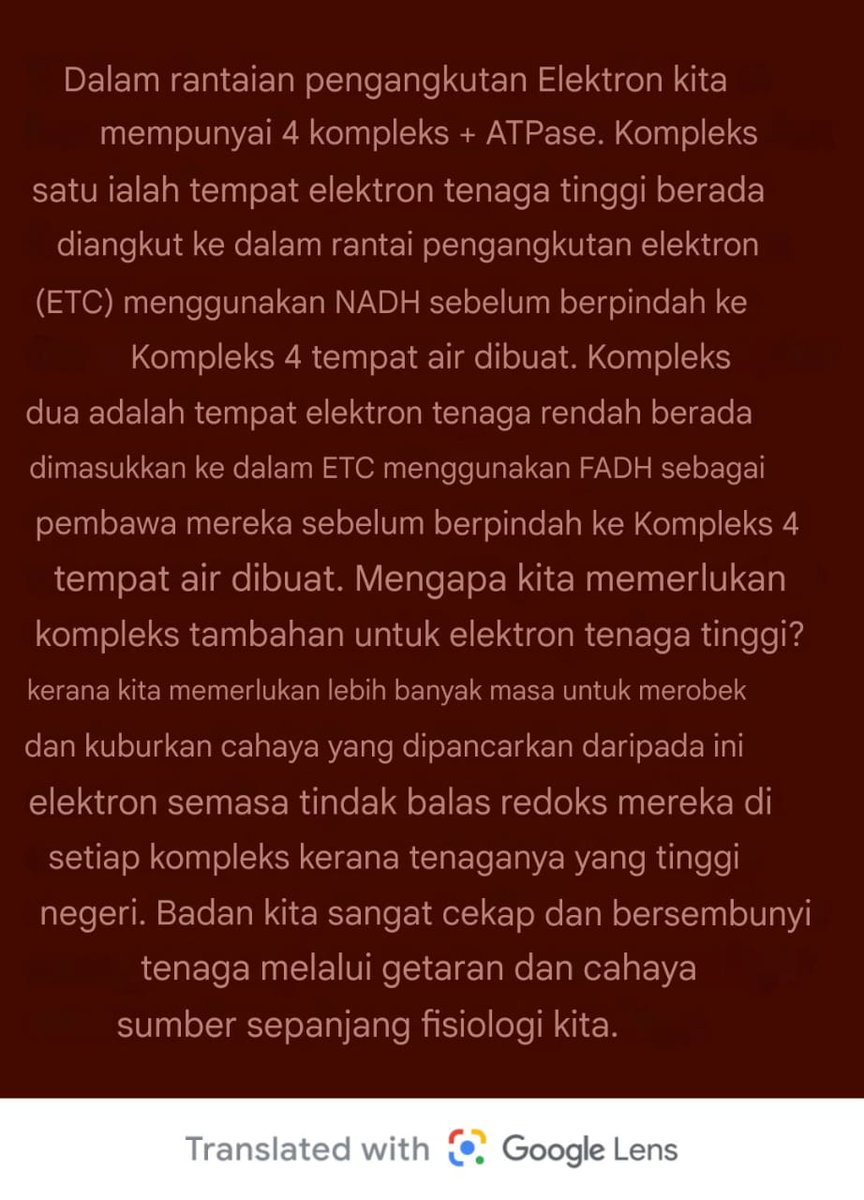 Dalam rantaian pengangkutan Elektron kita
mempunyai 4 kompleks + ATPase. Kompleks
satu ialah tempat elektron tenaga tinggi berada
diangkut ke dalam rantai pengangkutan elektron
(ETC) menggunakan NADH sebelum berpindah ke
Kompleks 4 tempat air dibuat. Kompleks
dua adalah tempat elektron tenaga rendah berada
dimasukkan ke dalam ETC menggunakan FADH sebagai
pembawa mereka sebelum berpindah ke Kompleks 4
tempat air dibuat. Mengapa kita memerlukan
kompleks tambahan untuk elektron tenaga tinggi?
kerana kita memerlukan lebih banyak masa untuk merobek
dan kuburkan cahaya yang dipancarkan daripada ini
elektron semasa tindak balas redoks mereka di
setiap kompleks kerana tenaganya yang tinggi
negeri. Badan kita sangat cekap dan bersembunyi
tenaga melalui getaran dan cahaya
sumber sepanjang fisiologi kita.
Translated with Google Lens